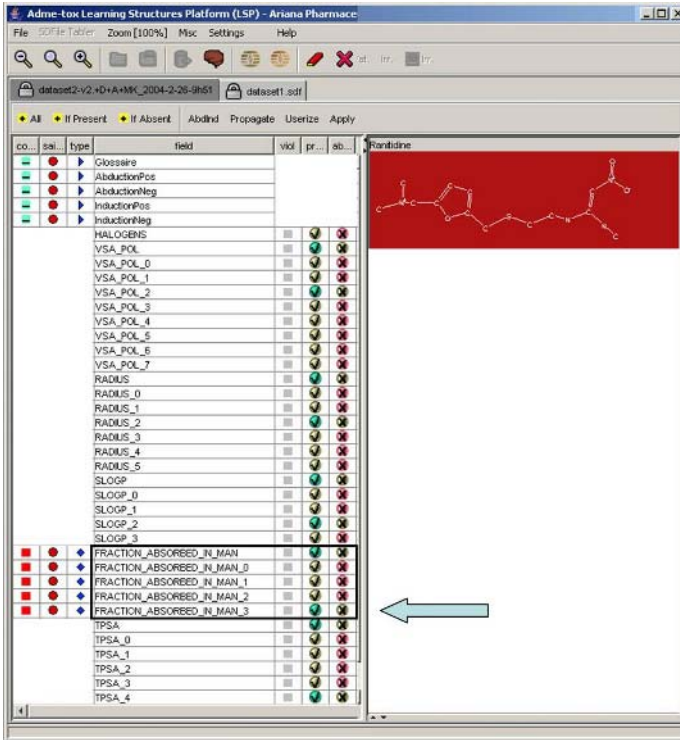 Adme-tox Learning Structures Platform (LSP) - Ariana Pharmace
File SDFile Tabler Zoom [100%] Misc Settings Help
dataset2-v2.+D+A+MK_2004-2-26-9h51 dataset1.sdf
All If Present If Absent AbdInd Propagate Userize Apply
co... sai... type field viol pr... ab...
Ranitidine
Glossaire
AbductionPos
AbductionNeg
InductionPos
InductionNeg
HALOGENS
VSA_POL
VSA_POL_0
VSA_POL_1
VSA_POL_2
VSA_POL_3
VSA_POL_4
VSA_POL_5
VSA_POL_6
VSA_POL_7
RADIUS
RADIUS_0
RADIUS_1
RADIUS_2
RADIUS_3
RADIUS_4
RADIUS_5
SLOGP
SLOGP_0
SLOGP_1
SLOGP_2
SLOGP_3
FRACTION_ABSORBED_IN_MAN
FRACTION_ABSORBED_IN_MAN_0
FRACTION_ABSORBED_IN_MAN_1
FRACTION_ABSORBED_IN_MAN_2
FRACTION_ABSORBED_IN_MAN_3
TPSA
TPSA_0
TPSA_1
TPSA_2
TPSA_3
TPSA_4